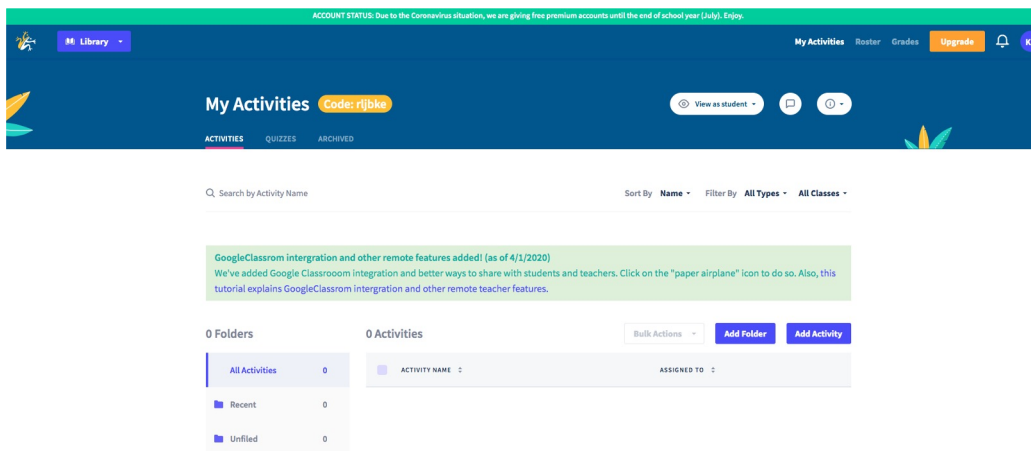 ACCOUNT STATUS: Due to the Coronavirus situation, we are giving free premium accounts until the end of school year (July). Enjoy.
Library
My Activities Roster Grades Upgrade K
My Activities Code: rljbke
View as student
ACTIVITIES QUIZZES ARCHIVED
Search by Activity Name
Sort By Name Filter By All Types All Classes
GoogleClassrom intergration and other remote features added! (as of 4/1/2020)
We've added Google Classrooom integration and better ways to share with students and teachers. Click on the "paper airplane" icon to do so. Also, this
tutorial explains GoogleClassrom intergration and other remote teacher features.
0 Folders
0 Activities
Bulk Actions Add Folder Add Activity
All Activities 0
ACTIVITY NAME ASSIGNED TO
Recent 0
Unfiled 0